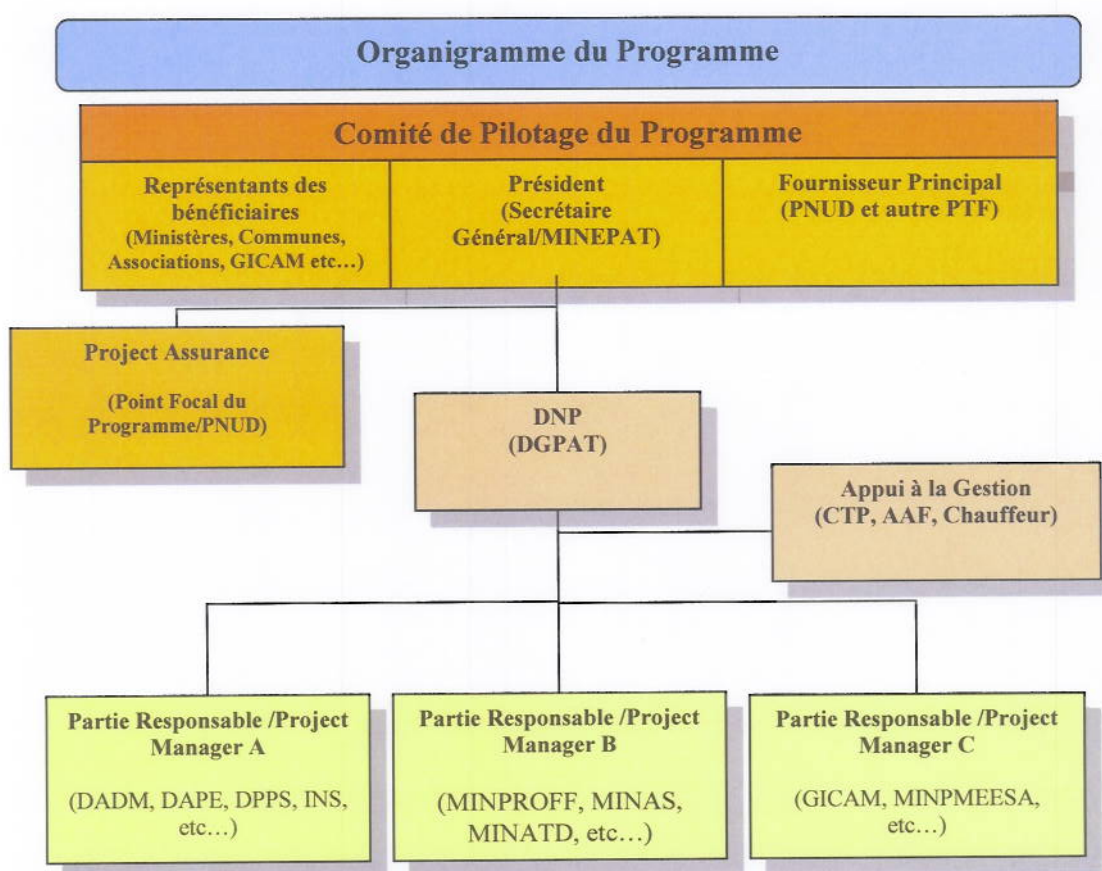 Organigramme du Programme
Comité de Pilotage du Programme
Représentants des
bénéficiaires
(Ministères, Communes,
Associations, GICAM etc…)
Président
(Secrétaire
Général/MINEPAT)
Fournisseur Principal
(PNUD et autre PTF)
Project Assurance
(Point Focal du
Programme/PNUD)
DNP
(DGPAT)
Appui à la Gestion
(CTP, AAF, Chauffeur)
Partie Responsable /Project
Manager A
(DADM, DAPE, DPPS, INS,
etc…)
Partie Responsable /Project
Manager B
(MINPROFF, MINAS,
MINATD, etc…)
Partie Responsable /Project
Manager C
(GICAM, MINPMEESA,
etc…)